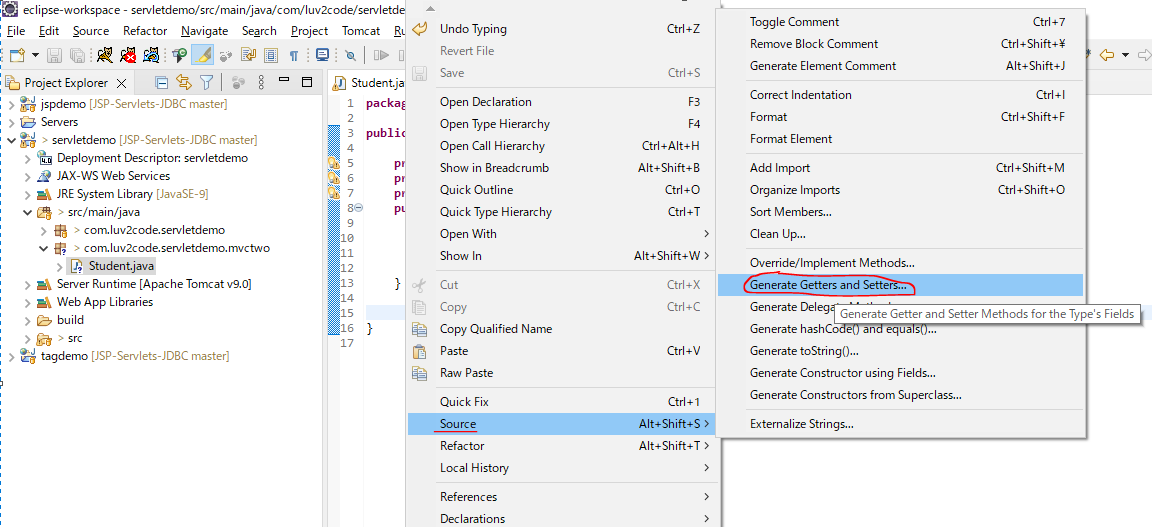 eclipse-workspace - servletdemo/src/main/java/com/luv2code/servletdemo
File Edit Source Refactor Navigate Search Project Tomcat
Project Explorer
jspdemo [JSP-Servlets-JDBC master]
Servers
> servletdemo [JSP-Servlets-JDBC master]
Deployment Descriptor: servletdemo
JAX-WS Web Services
JRE System Library [JavaSE-9]
> src/main/java
> com.luv2code.servletdemo
> com.luv2code.servletdemo.mvctwo
Student.java
Server Runtime [Apache Tomcat v9.0]
Web App Libraries
> build
> src
tagdemo [JSP-Servlets-JDBC master]
Student.ja
1 packag
2
3 public
4
5 pr
6 pr
7 pr
8 pu
9
10
11
12
13 }
14
15
16 }
17
Undo Typing Ctrl+Z
Revert File
Save Ctrl+S
Open Declaration F3
Open Type Hierarchy F4
Open Call Hierarchy Ctrl+Alt+H
Show in Breadcrumb Alt+Shift+B
Quick Outline Ctrl+O
Quick Type Hierarchy Ctrl+T
Open With >
Show In Alt+Shift+W >
Cut Ctrl+X
Copy Ctrl+C
Copy Qualified Name
Paste Ctrl+V
Raw Paste
Quick Fix Ctrl+1
Source Alt+Shift+S >
Refactor Alt+Shift+T >
Local History >
References >
Declarations >
Toggle Comment Ctrl+7
Remove Block Comment Ctrl+Shift+¥
Generate Element Comment Alt+Shift+J
Correct Indentation Ctrl+I
Format Ctrl+Shift+F
Format Element
Add Import Ctrl+Shift+M
Organize Imports Ctrl+Shift+O
Sort Members...
Clean Up...
Override/Implement Methods...
Generate Getters and Setters...
Generate Delega
Generate Getter and Setter Methods for the Type's Fields
Generate hashCode() and equals()...
Generate toString()...
Generate Constructor using Fields...
Generate Constructors from Superclass...
Externalize Strings...